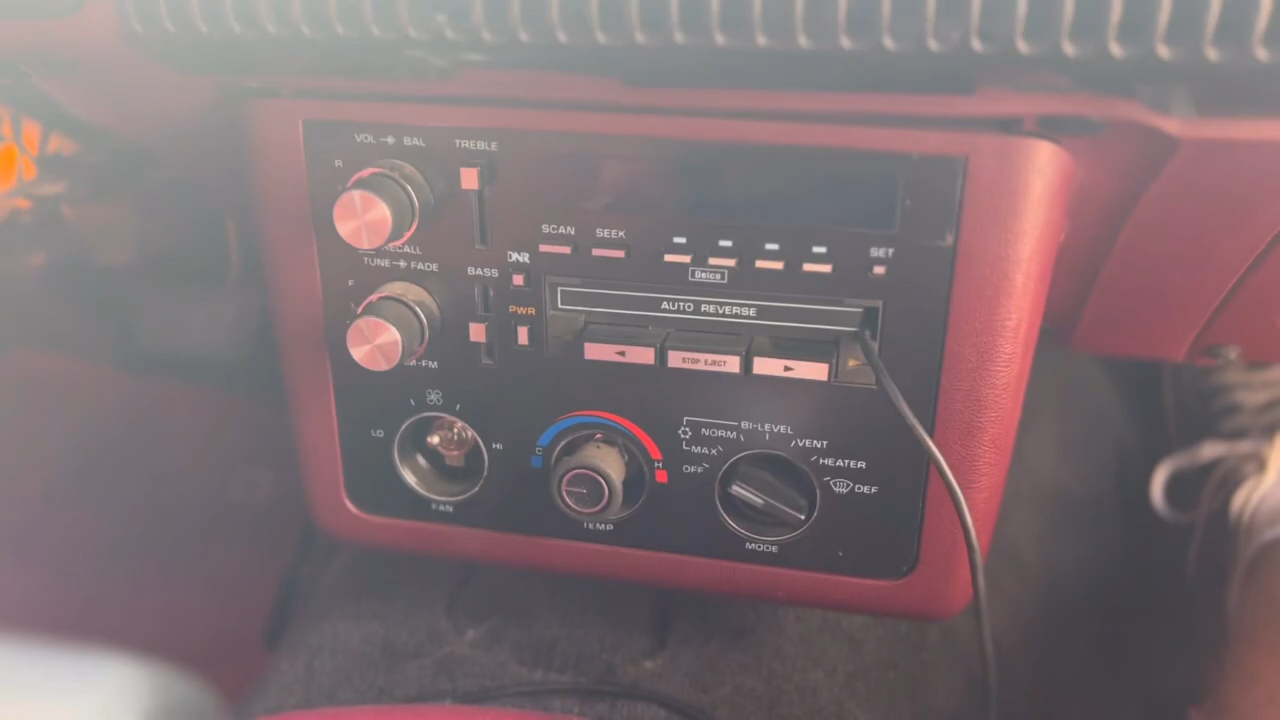 VOL BAL
TREBLE
R
RECALL
TUNE FADE
F
SCAN
SEEK
DNR
BASS
PWR
Delco
SET
AUTO REVERSE
STOP·EJECT
LO
HI
FAN
C
H
TEMP
BI-LEVEL
NORM
VENT
MAX
HEATER
OFF
DEF
MODE